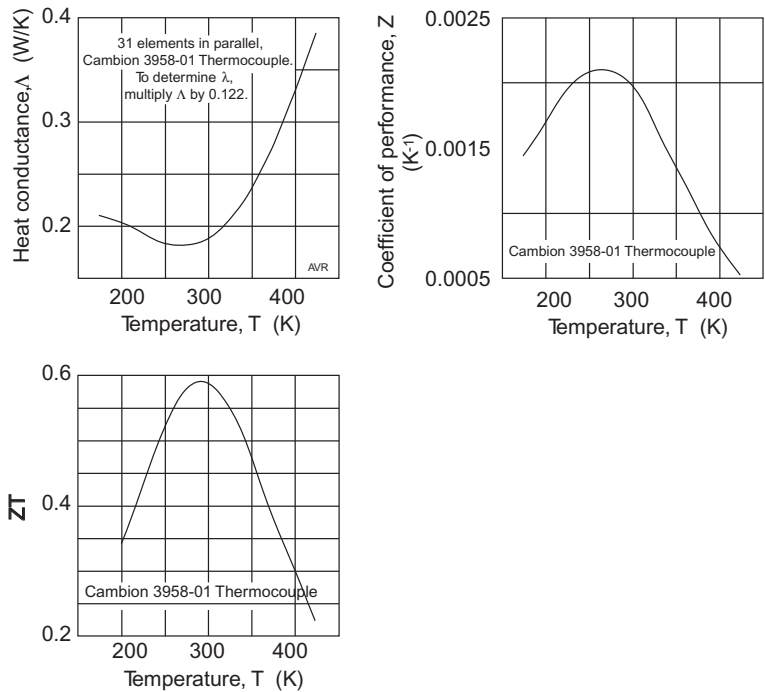 0.4
0.3
0.2
Heat conductance,Λ (W/K)
31 elements in parallel,
Cambion 3958-01 Thermocouple.
To determine λ,
multiply Λ by 0.122.
AVR
200 300 400
Temperature, T (K)
0.0025
0.0015
0.0005
Coefficient of performance, Z
(K-1)
Cambion 3958-01 Thermocouple
200 300 400
Temperature, T (K)
0.6
0.4
0.2
ZT
Cambion 3958-01 Thermocouple
200 300 400
Temperature, T (K)